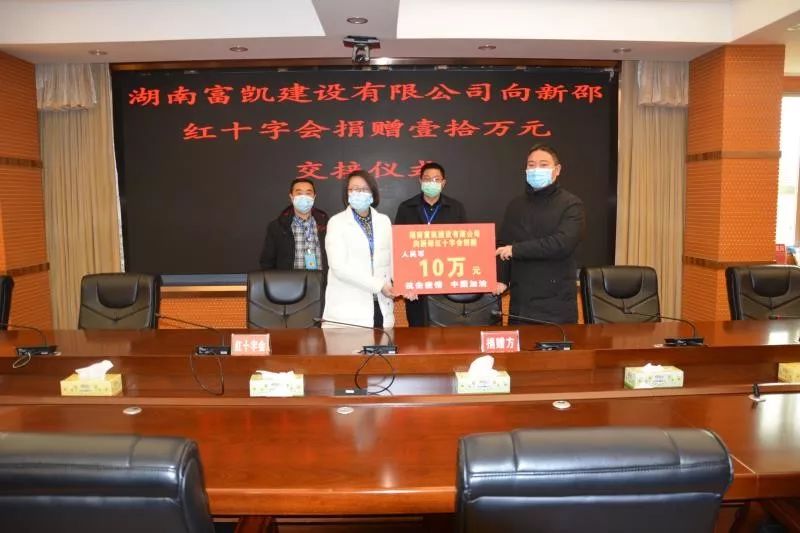 湖南富凯建设有限公司向新邵
红十字会捐赠壹拾万元
交接仪式
湖南富凯建设有限公司
向新邵红十字会捐赠
人民币
10万元
抗击疫情 中国加油
红十字会
捐赠方